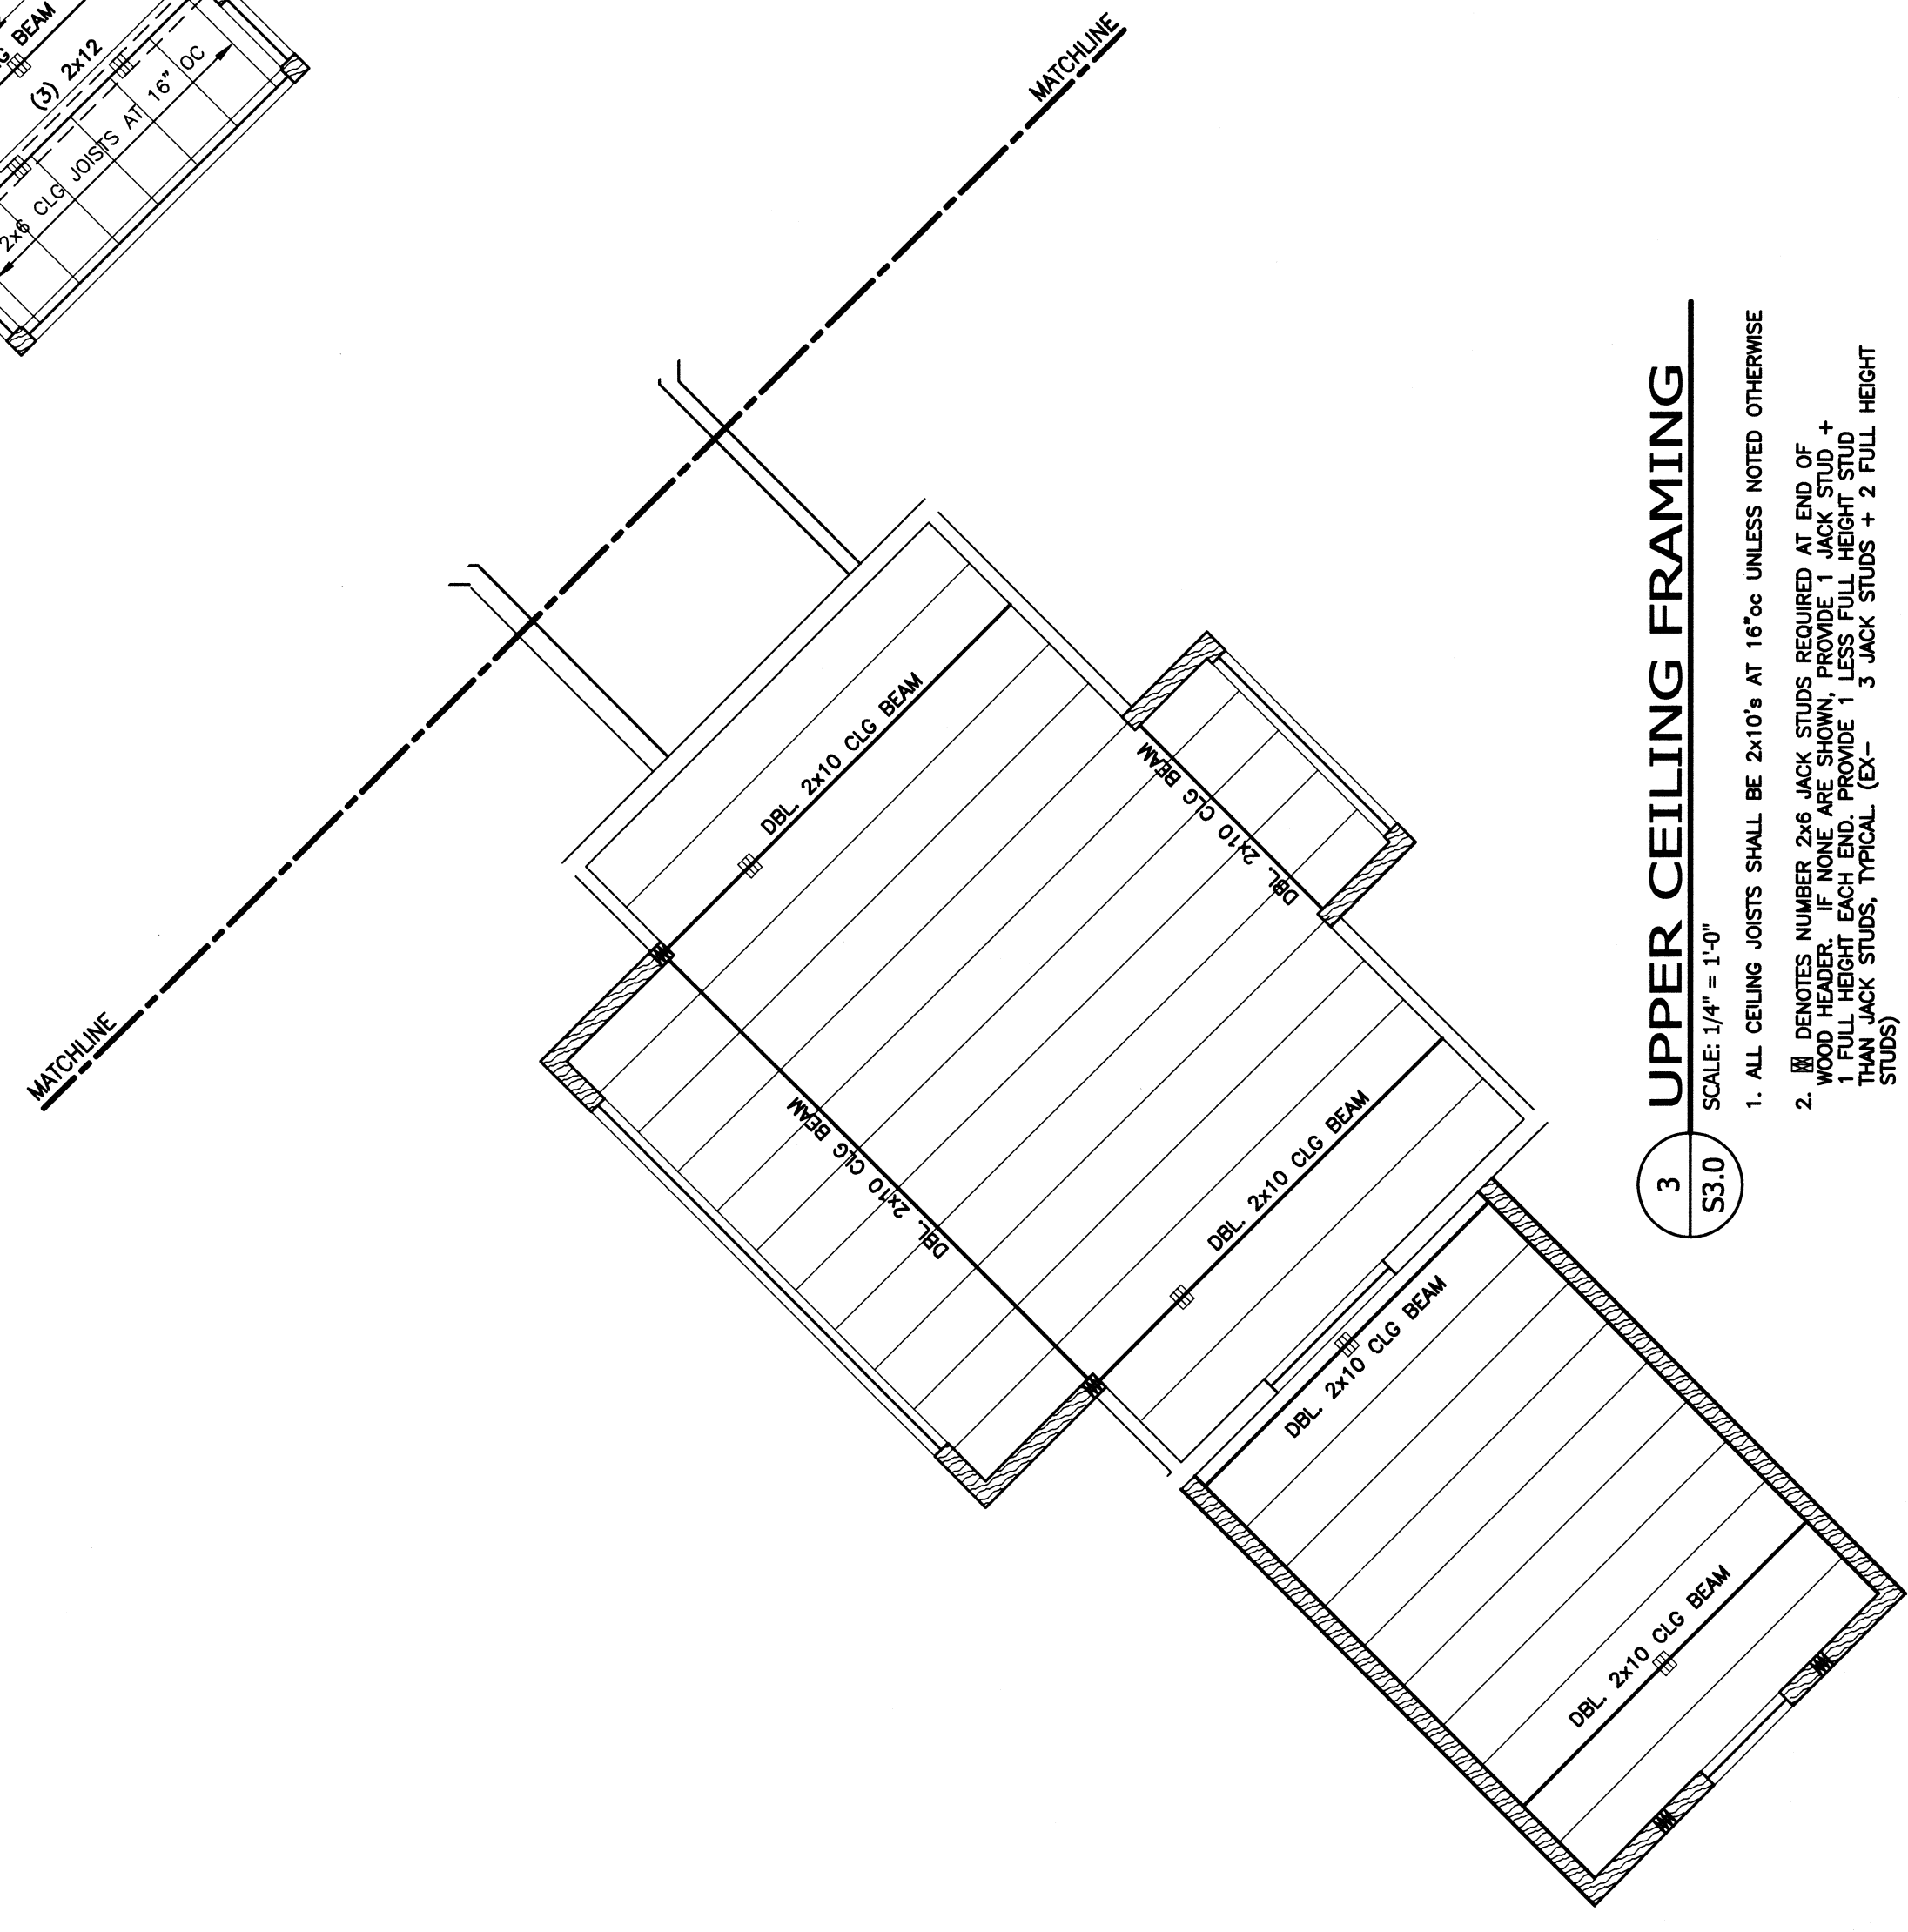 G BEAM
(3) 2x12
2x6 CLG JOISTS AT 16" OC
MATCHLINE
MATCHLINE
DBL. 2x10 CLG BEAM
DBL. 2x10 CLG BEAM
DBL. 2x10 CLG BEAM
DBL. 2x10 CLG BEAM
DBL. 2x10 CLG BEAM
DBL. 2x10 CLG BEAM
3
S3.0
UPPER CEILING FRAMING
SCALE: 1/4" = 1'-0"
1. ALL CEILING JOISTS SHALL BE 2x10's AT 16"oc UNLESS NOTED OTHERWISE
2. DENOTES NUMBER 2x6 JACK STUDS REQUIRED AT END OF
WOOD HEADER. IF NONE ARE SHOWN, PROVIDE 1 JACK STUD +
1 FULL HEIGHT EACH END. PROVIDE 1 LESS FULL HEIGHT STUD
THAN JACK STUDS, TYPICAL. (EX- 3 JACK STUDS + 2 FULL HEIGHT
STUDS)